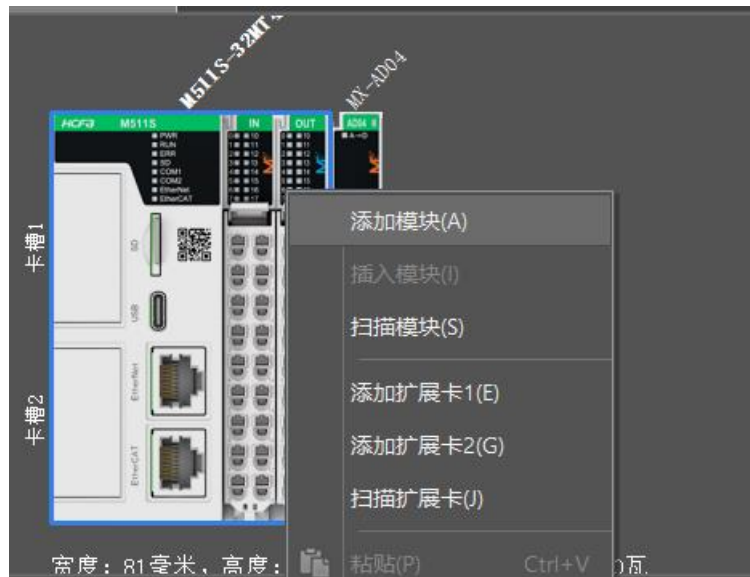 M511S-32MT
MX-AD04
HCFA M511S
IN
OUT
AD04
PWR
RUN
ERR
SD
COM1
COM2
EtherNet
EtherCAT
A→D
卡槽1
SD
USB
卡槽2
EtherNet
EtherCAT
添加模块(A)
插入模块(I)
扫描模块(S)
添加扩展卡1(E)
添加扩展卡2(G)
扫描扩展卡(J)
粘贴(P) Ctrl+V
宽度：81毫米，高度：
0瓦